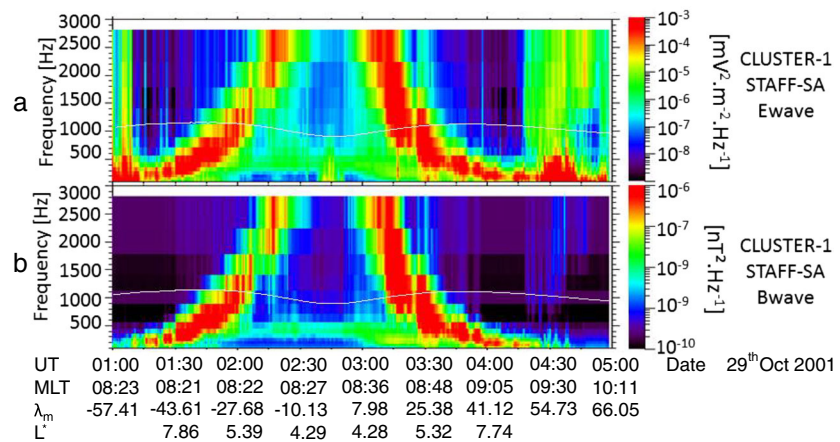 3000
2500
2000
1500
1000
500
Frequency [Hz]
a
10-3
10-4
10-5
10-6
10-7
10-8
[mV2.m-2.Hz-1]
CLUSTER-1
STAFF-SA
Ewave
3000
2500
2000
1500
1000
500
Frequency [Hz]
b
10-6
10-7
10-8
10-9
10-10
[nT2.Hz-1]
CLUSTER-1
STAFF-SA
Bwave
UT 01:00 01:30 02:00 02:30 03:00 03:30 04:00 04:30 05:00 Date 29th Oct 2001
MLT 08:23 08:21 08:22 08:27 08:36 08:48 09:05 09:30 10:11
λm -57.41 -43.61 -27.68 -10.13 7.98 25.38 41.12 54.73 66.05
L* 7.86 5.39 4.29 4.28 5.32 7.74